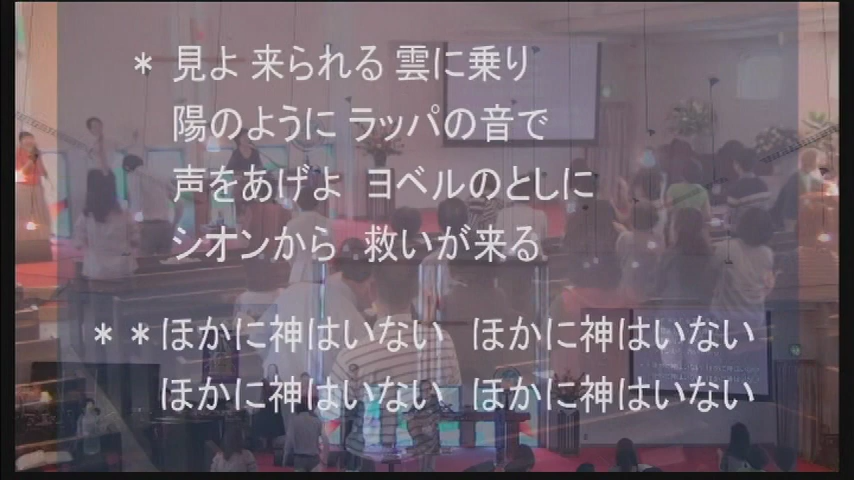 * 見よ 来られる 雲に乗り
陽のように ラッパの音で
声をあげよ ヨベルのとしに
シオンから 救いが来る
* * ほかに神はいない ほかに神はいない
ほかに神はいない ほかに神はいない